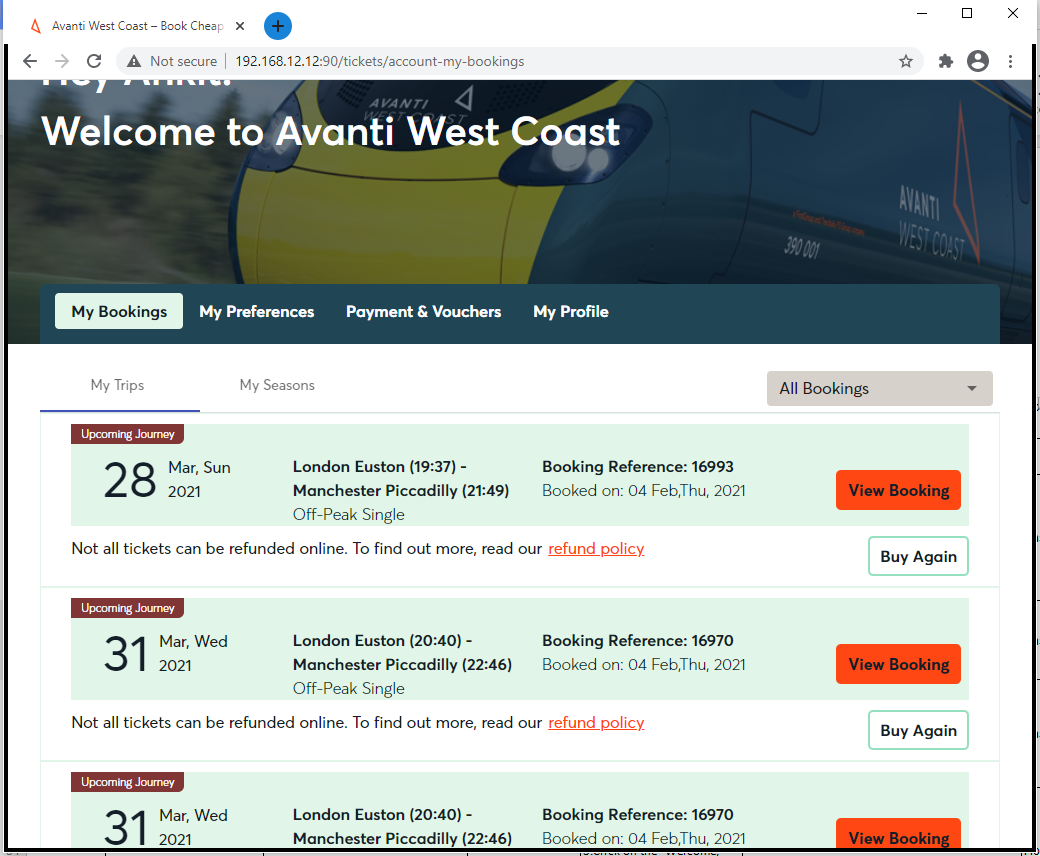 Avanti West Coast – Book Cheap
Not secure
192.168.12.12:90/tickets/account-my-bookings
Hey Ankit!
AVANTI
WEST COAST
Welcome to Avanti West Coast
AVANTI
WEST COAST
390 001
My Bookings
My Preferences
Payment & Vouchers
My Profile
My Trips
My Seasons
All Bookings
Upcoming Journey
28
Mar, Sun
2021
London Euston (19:37) -
Manchester Piccadilly (21:49)
Off-Peak Single
Booking Reference: 16993
Booked on: 04 Feb,Thu, 2021
View Booking
Not all tickets can be refunded online. To find out more, read our refund policy
Buy Again
Upcoming Journey
31
Mar, Wed
2021
London Euston (20:40) -
Manchester Piccadilly (22:46)
Off-Peak Single
Booking Reference: 16970
Booked on: 04 Feb,Thu, 2021
View Booking
Not all tickets can be refunded online. To find out more, read our refund policy
Buy Again
Upcoming Journey
31
Mar, Wed
2021
London Euston (20:40) -
Manchester Piccadilly (22:46)
Booking Reference: 16970
Booked on: 04 Feb,Thu, 2021
View Booking